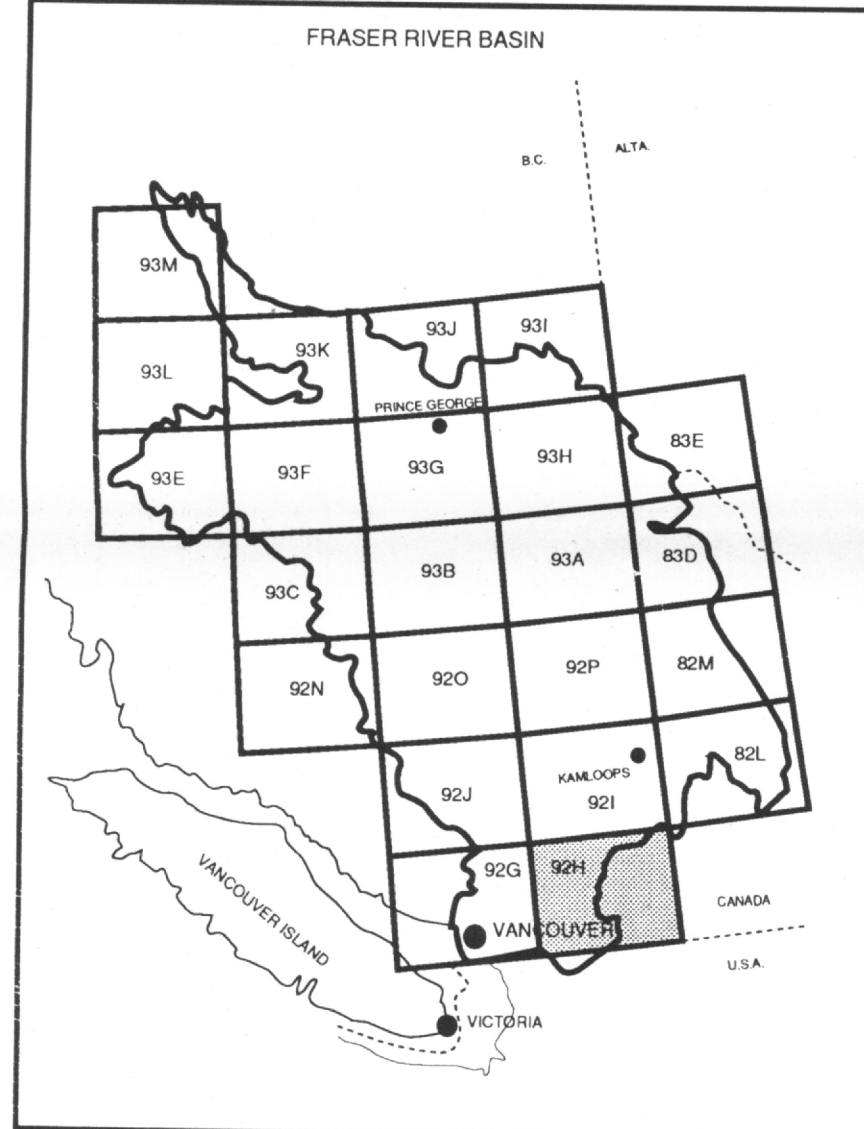 FRASER RIVER BASIN
B.C.
ALTA.
93M
93L
93K
93J
93I
PRINCE GEORGE
93E
93F
93G
93H
83E
93C
93B
93A
83D
92N
92O
92P
82M
92J
KAMLOOPS
92I
82L
92G
92H
VANCOUVER
CANADA
U.S.A.
VANCOUVER ISLAND
VICTORIA